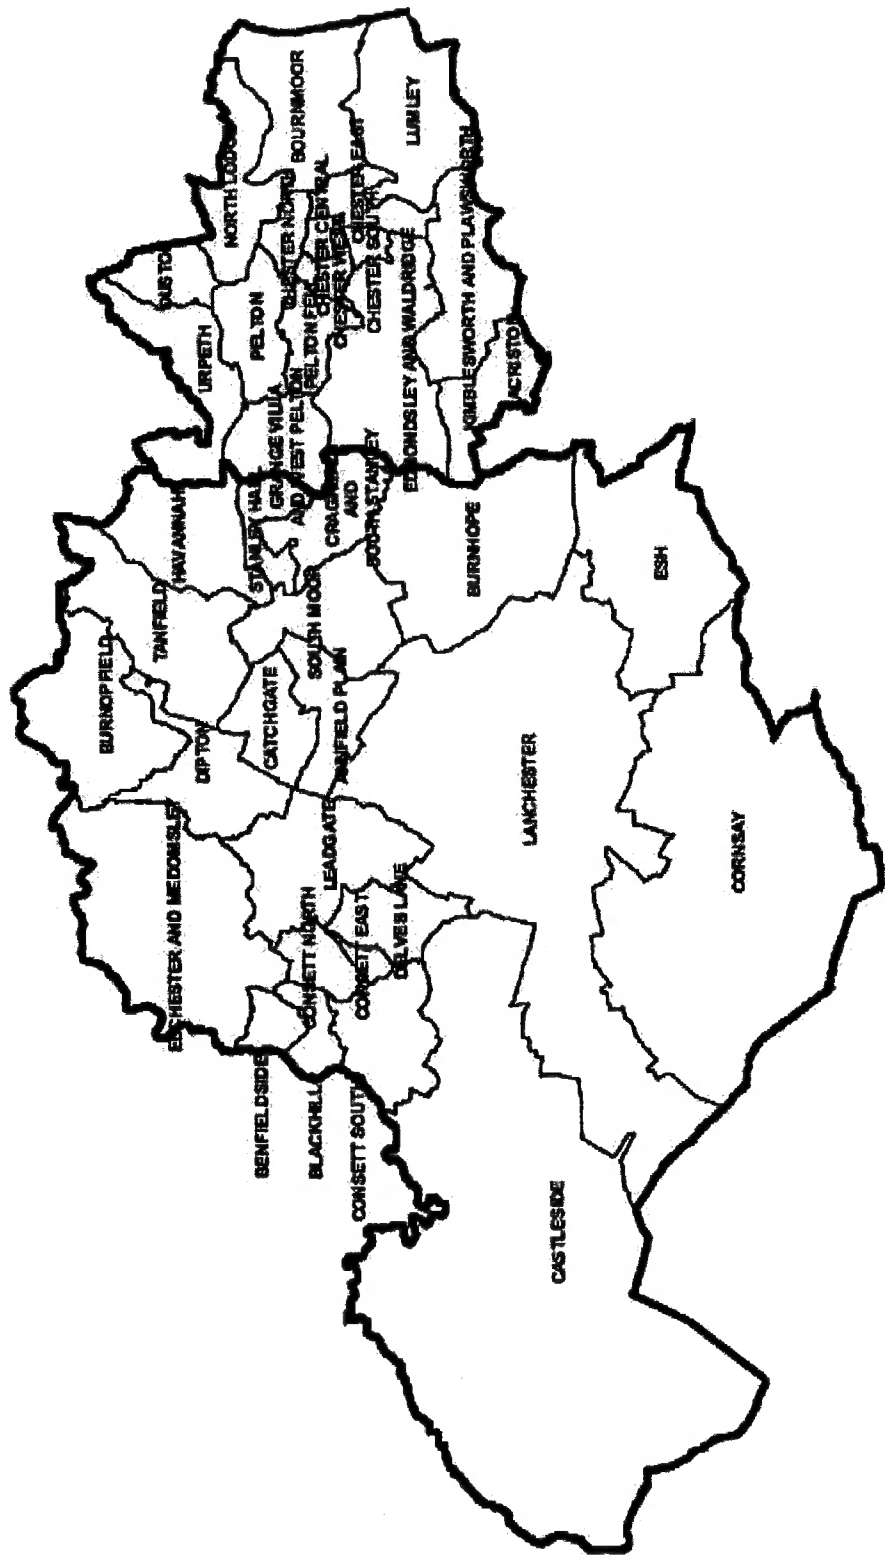 BURNOPFIELD
EBCHESTER AND MEDOMSLEY
TANFIELD
HAVANNAH
OUSTON
URPETH
NORTH LODGE
DIPTON
PELTON
BENFIELDSIDE
CATCHGATE
STANLEY HALL
GRANGE VILLA
AND WEST PELTON
CHESTER NORTH
BOURNMOOR
BLACKHILL
CONSETT NORTH
LEADGATE
SOUTH MOOR
PELTON FELL
CHESTER CENTRAL
CONSETT SOUTH
CONSETT EAST
ANNFIELD PLAIN
CRAGHEAD
AND
SOUTH STANLEY
CHESTER WEST
CHESTER EAST
CHESTER SOUTH
DELVES LANE
EDMONDSLEY AND WALDRIDGE
LUMLEY
BURNHOPE
KIMBLESWORTH AND PLAWSWORTH
SACRISTON
LANCHESTER
CASTLESIDE
ESH
CORNSAY